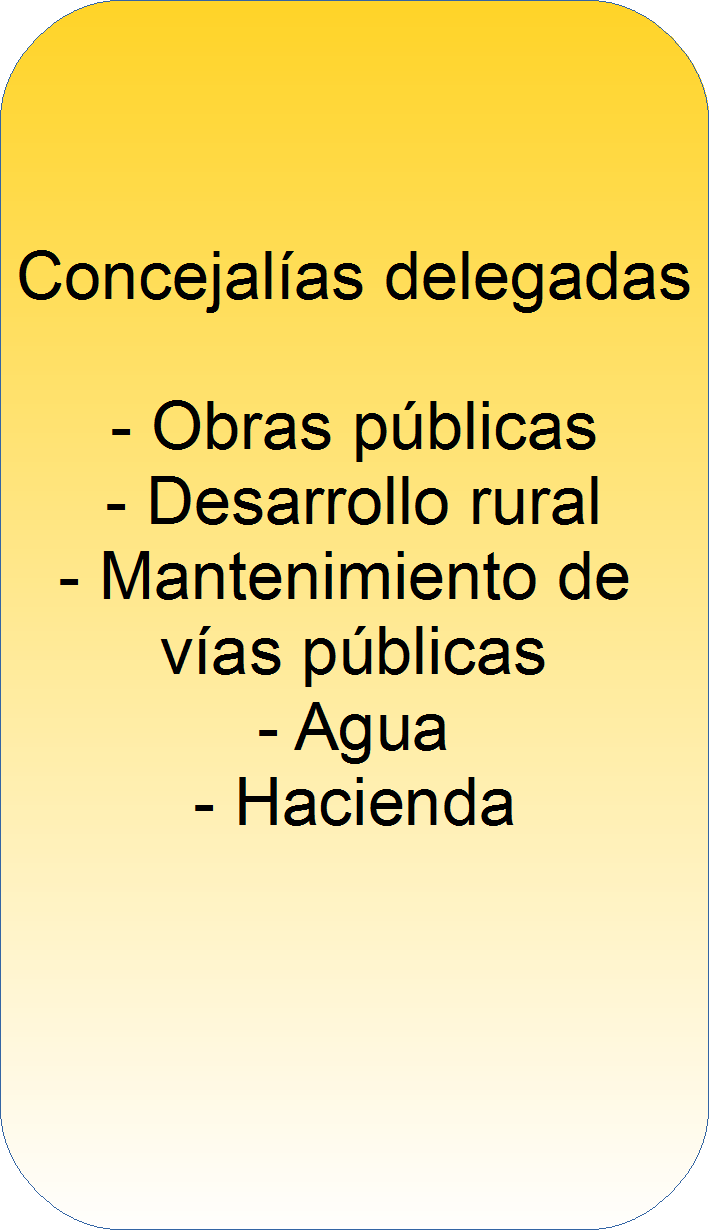 Concejalías delegadas
- Obras públicas
- Desarrollo rural
- Mantenimiento de
vías públicas
- Agua
- Hacienda